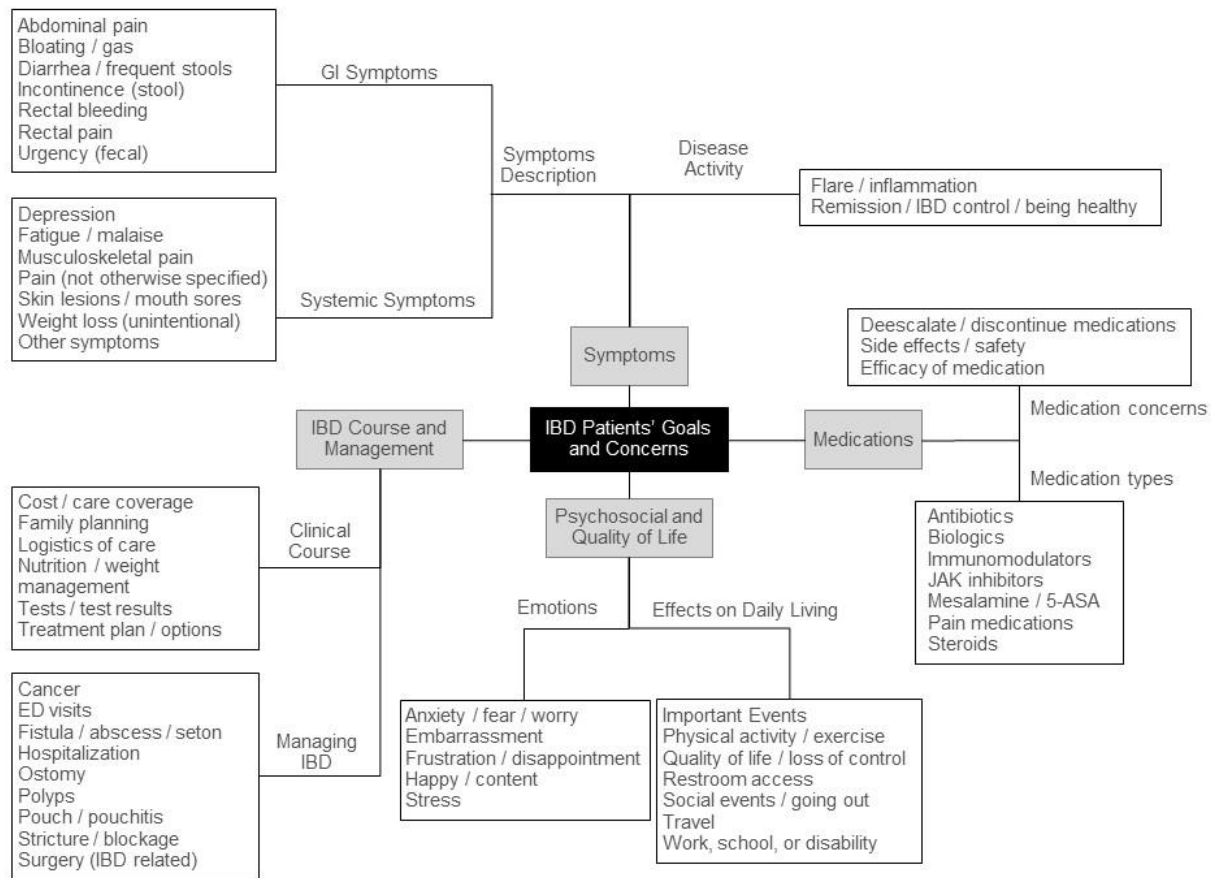 Abdominal pain
Bloating / gas
Diarrhea / frequent stools
Incontinence (stool)
Rectal bleeding
Rectal pain
Urgency (fecal)
GI Symptoms
Symptoms
Description
Disease
Activity
Flare / inflammation
Remission / IBD control / being healthy
Depression
Fatigue / malaise
Musculoskeletal pain
Pain (not otherwise specified)
Skin lesions / mouth sores
Weight loss (unintentional)
Other symptoms
Systemic Symptoms
Symptoms
Deescalate / discontinue medications
Side effects / safety
Efficacy of medication
Medication concerns
IBD Course and
Management
IBD Patients’ Goals
and Concerns
Medications
Medication types
Antibiotics
Biologics
Immunomodulators
JAK inhibitors
Mesalamine / 5-ASA
Pain medications
Steroids
Psychosocial and
Quality of Life
Cost / care coverage
Family planning
Logistics of care
Nutrition / weight
management
Tests / test results
Treatment plan / options
Clinical
Course
Emotions
Effects on Daily Living
Cancer
ED visits
Fistula / abscess / seton
Hospitalization
Ostomy
Polyps
Pouch / pouchitis
Stricture / blockage
Surgery (IBD related)
Managing
IBD
Anxiety / fear / worry
Embarrassment
Frustration / disappointment
Happy / content
Stress
Important Events
Physical activity / exercise
Quality of life / loss of control
Restroom access
Social events / going out
Travel
Work, school, or disability